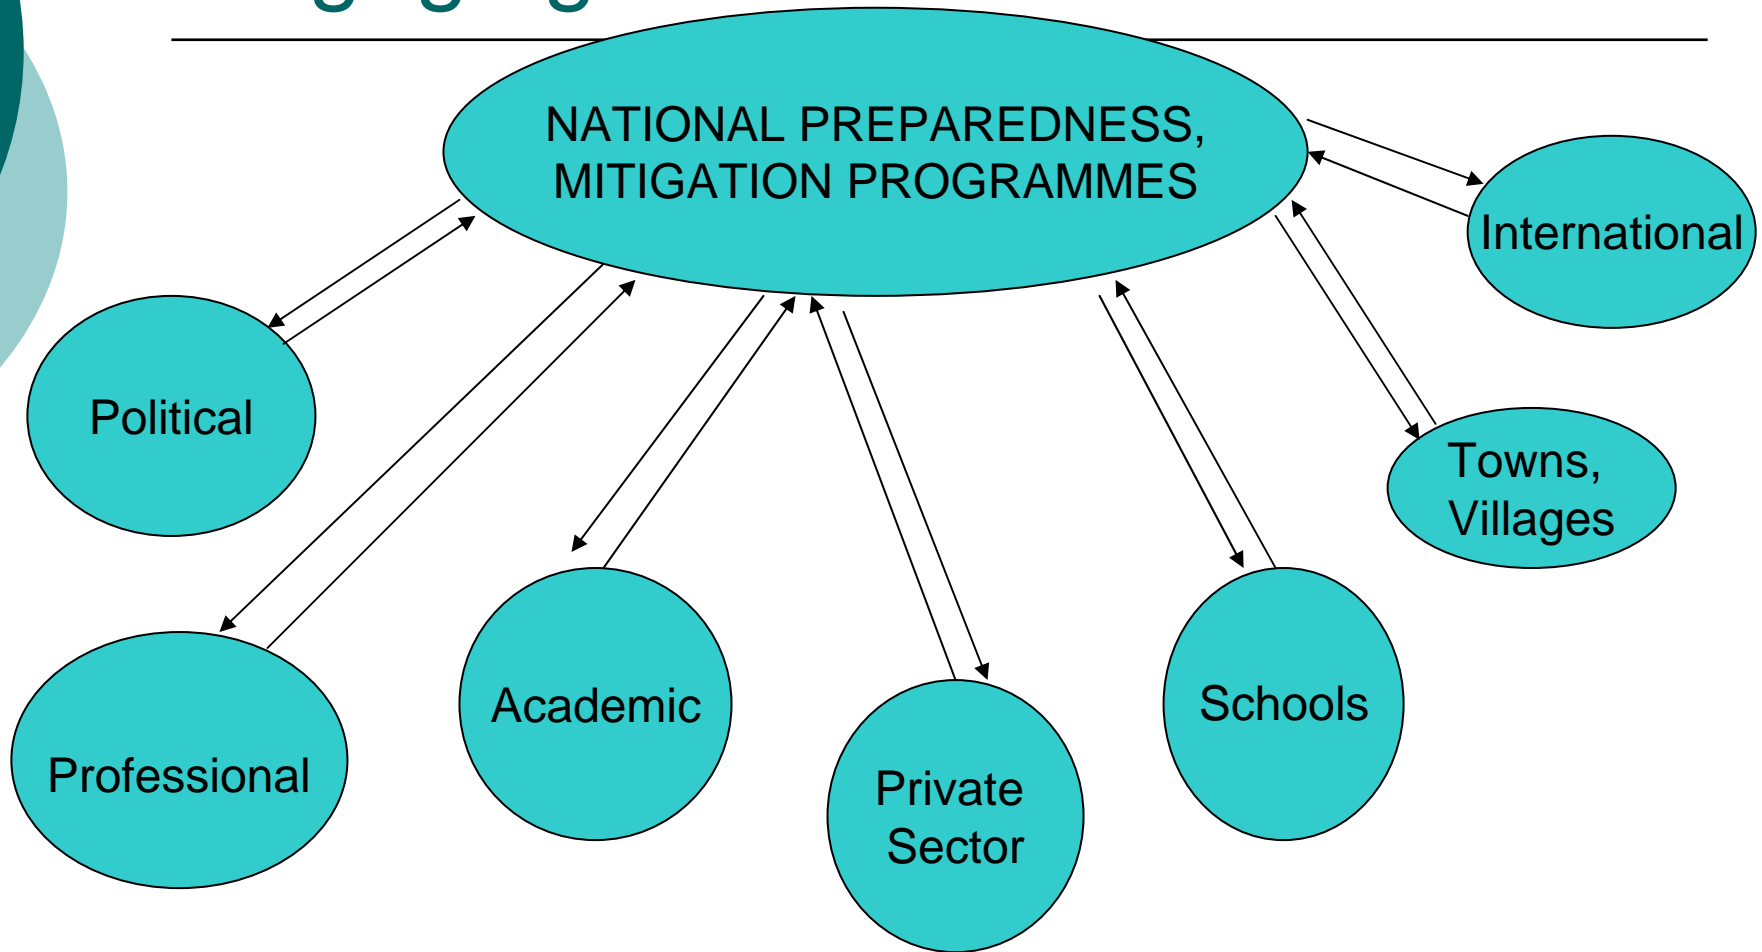 NATIONAL PREPAREDNESS,
MITIGATION PROGRAMMES
International
Political
Towns,
Villages
Academic
Schools
Professional
Private
Sector